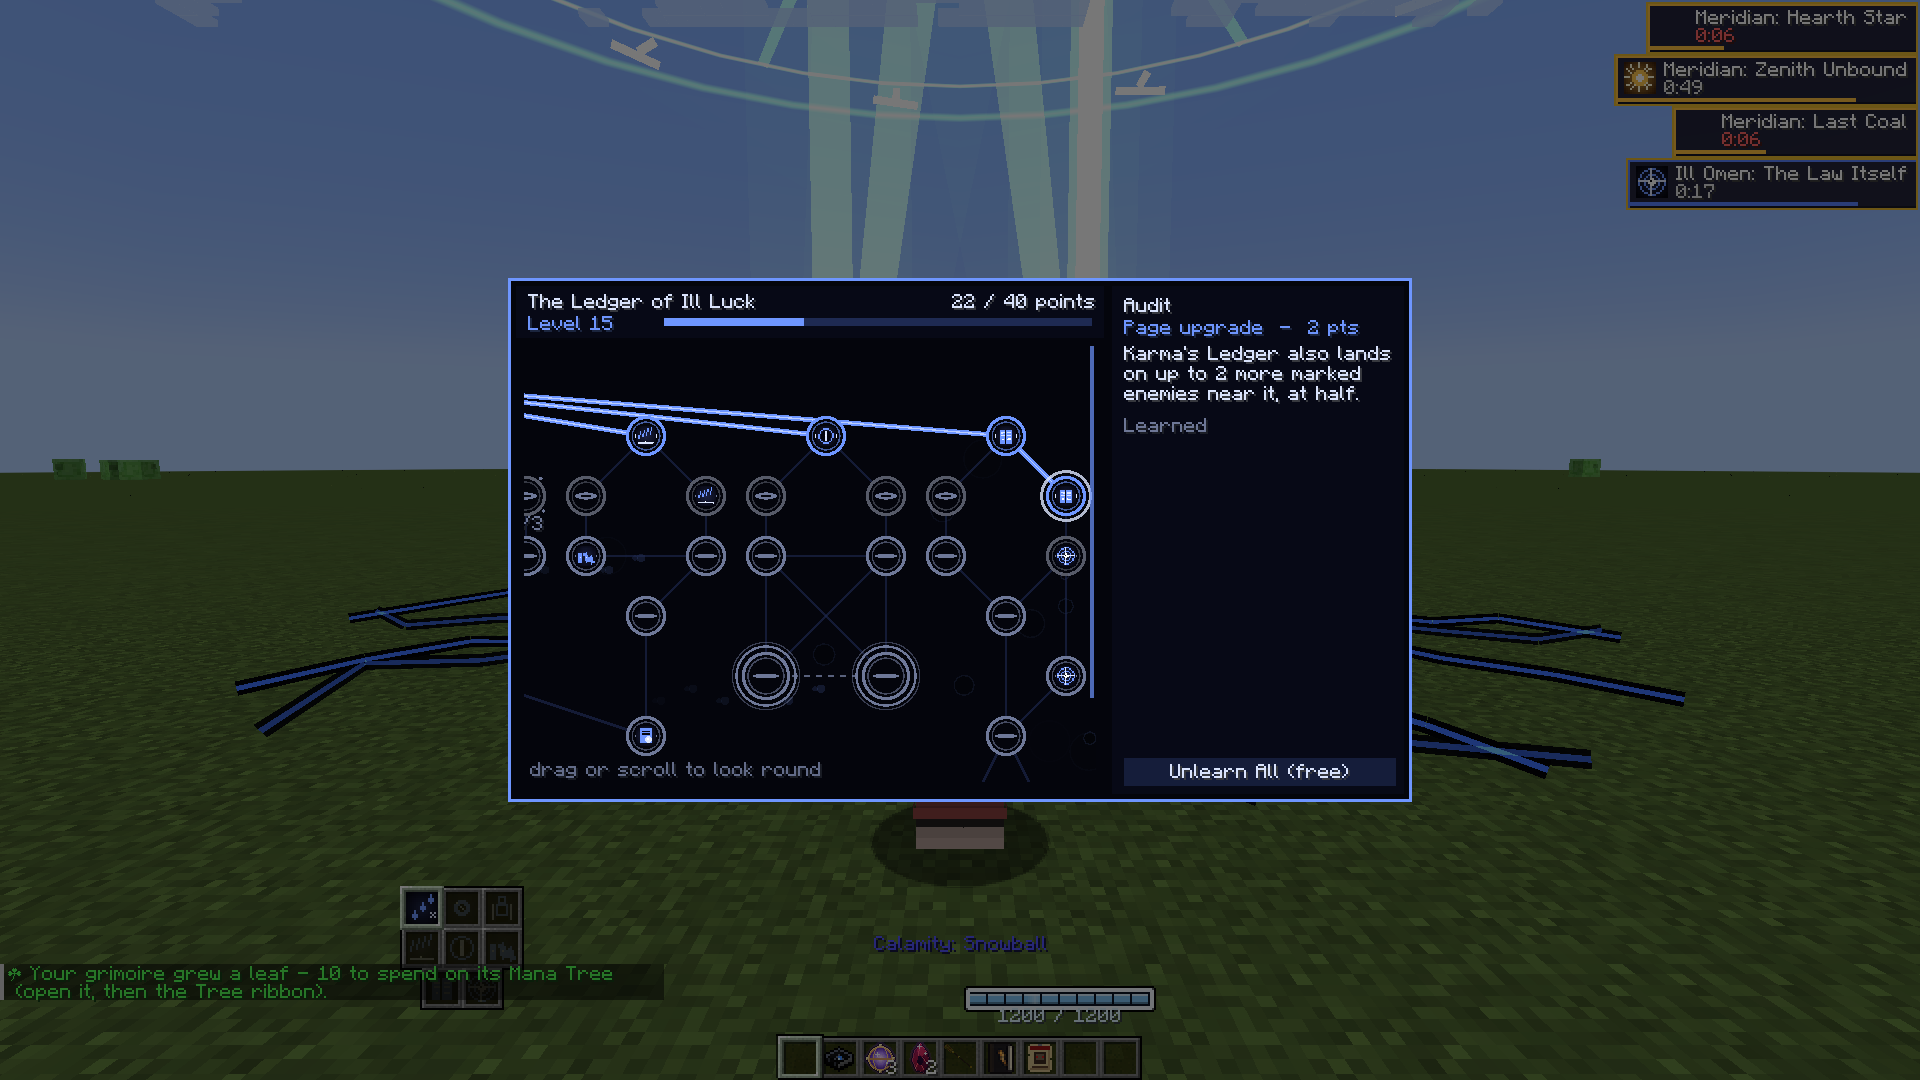 Meridian: Hearth Star
0:06
Meridian: Zenith Unbound
0:49
Meridian: Last Coal
0:06
Ill Omen: The Law Itself
0:17
The Ledger of Ill Luck
22 / 40 points
Level 15
Audit
Page upgrade - 2 pts
Karma's Ledger also lands
on up to 2 more marked
enemies near it, at half.
Learned
/3
drag or scroll to look round
Unlearn All (free)
Calamity: Snowball
Your grimoire grew a leaf - 10 to spend on its Mana Tree
(open it, then the Tree ribbon).
1200 / 1200
3
2